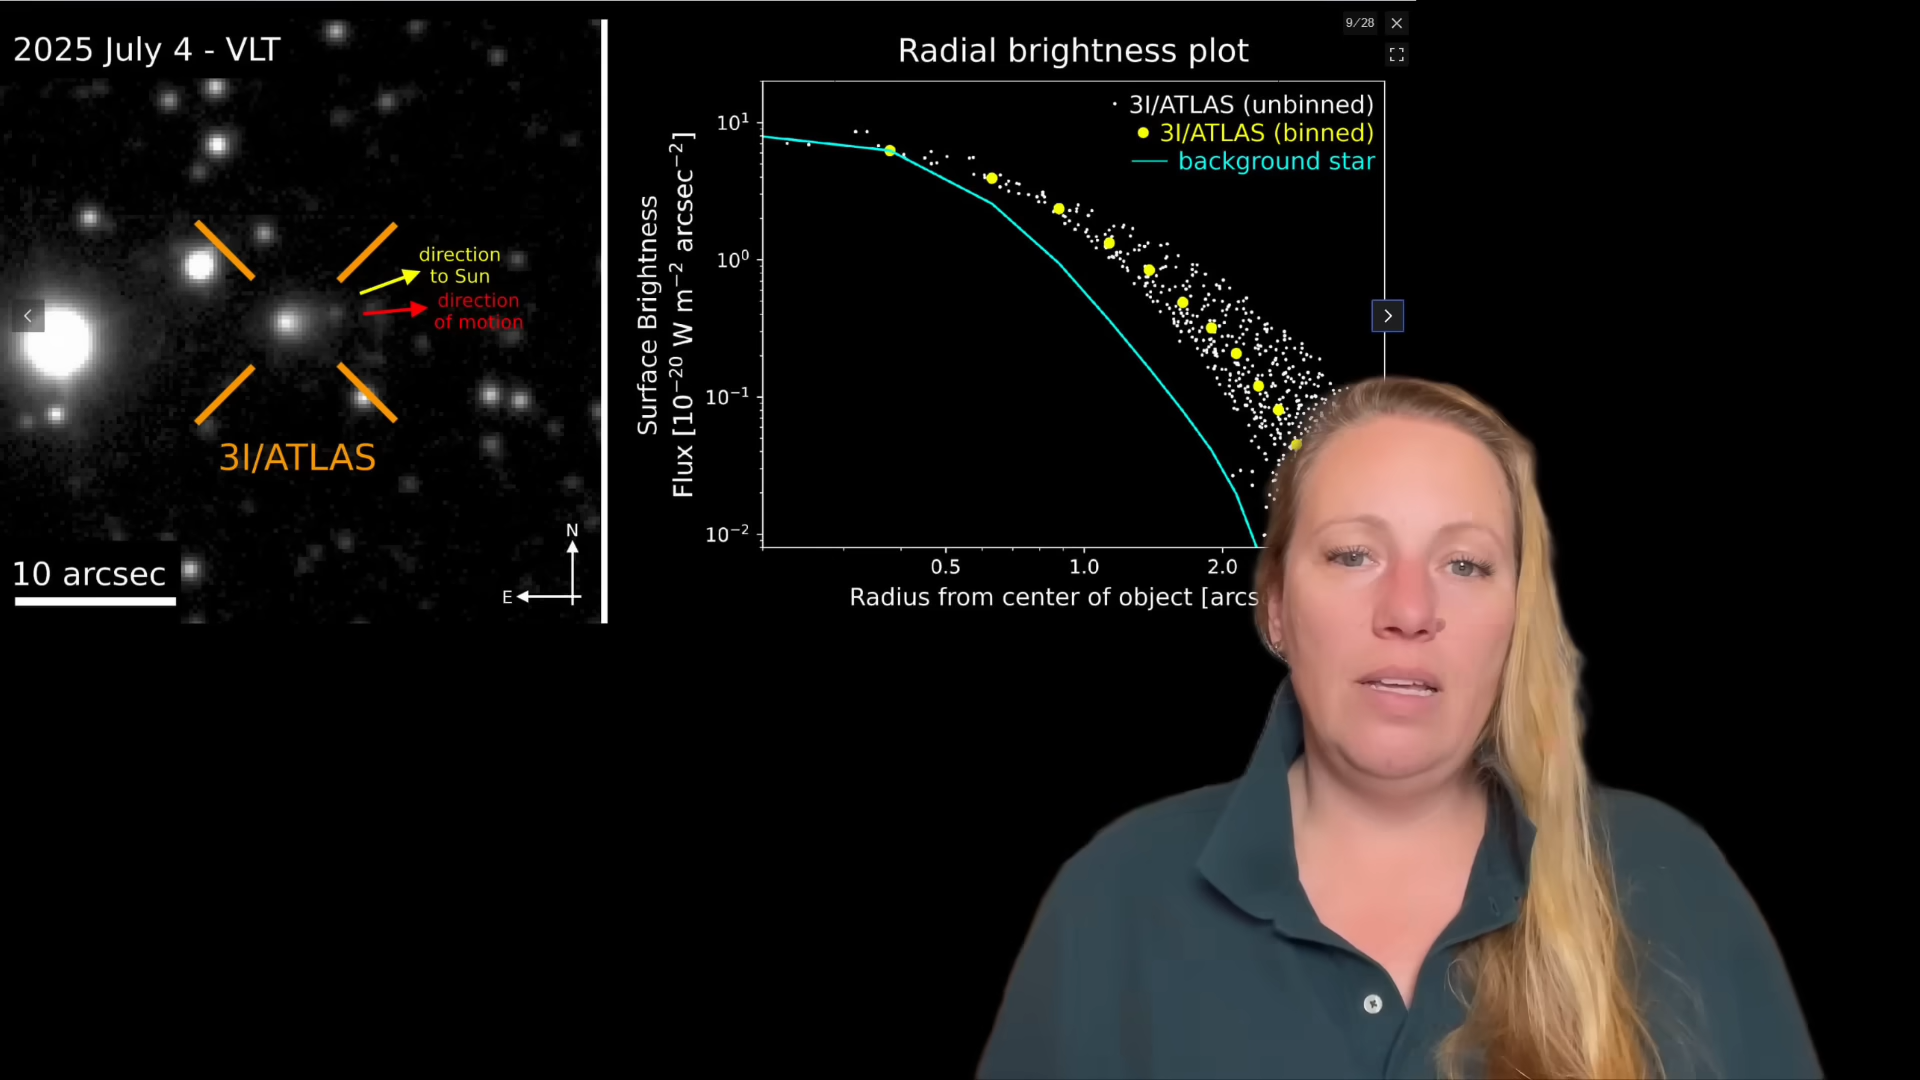 2025 July 4 - VLT
direction
to Sun
direction
of motion
3I/ATLAS
10 arcsec
N
E
9/28
Radial brightness plot
3I/ATLAS (unbinned)
3I/ATLAS (binned)
background star
Surface Brightness
Flux [10⁻²⁰ W m⁻² arcsec⁻²]
10¹
10⁰
10⁻¹
10⁻²
0.5 1.0 2.0
Radius from center of object [arcs